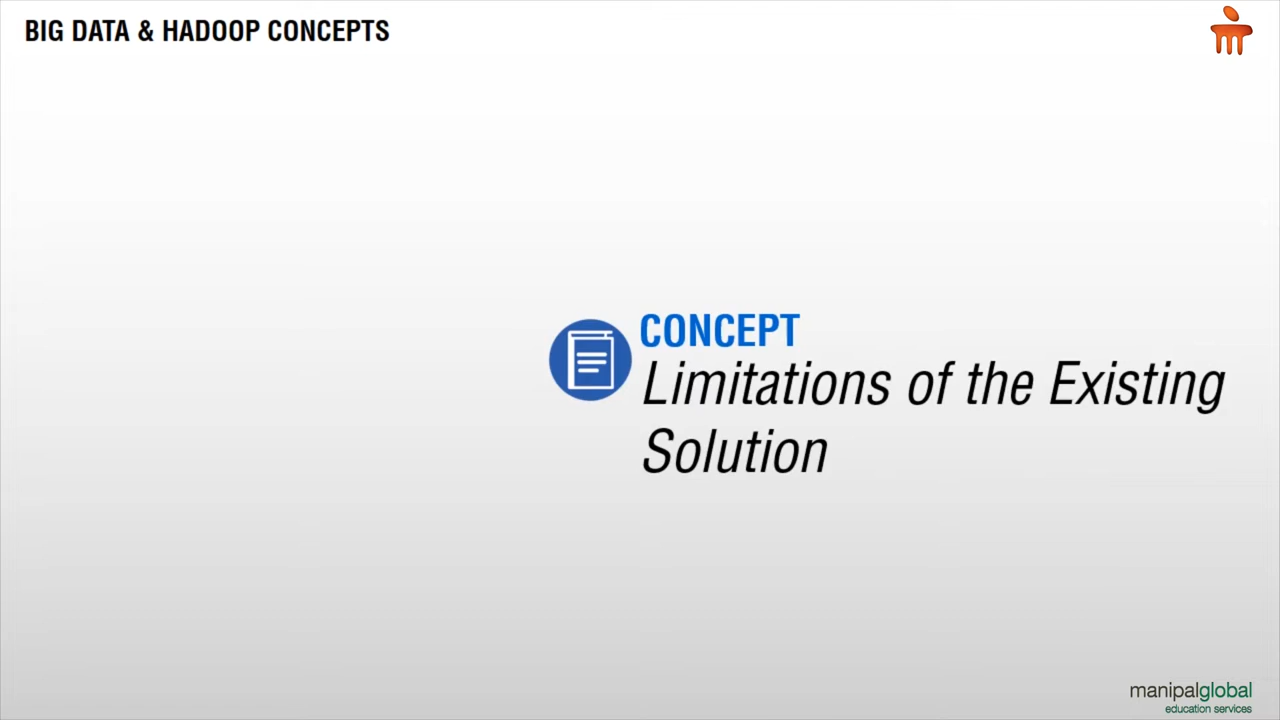 BIG DATA & HADOOP CONCEPTS
CONCEPT
Limitations of the Existing
Solution
manipalglobal
education services